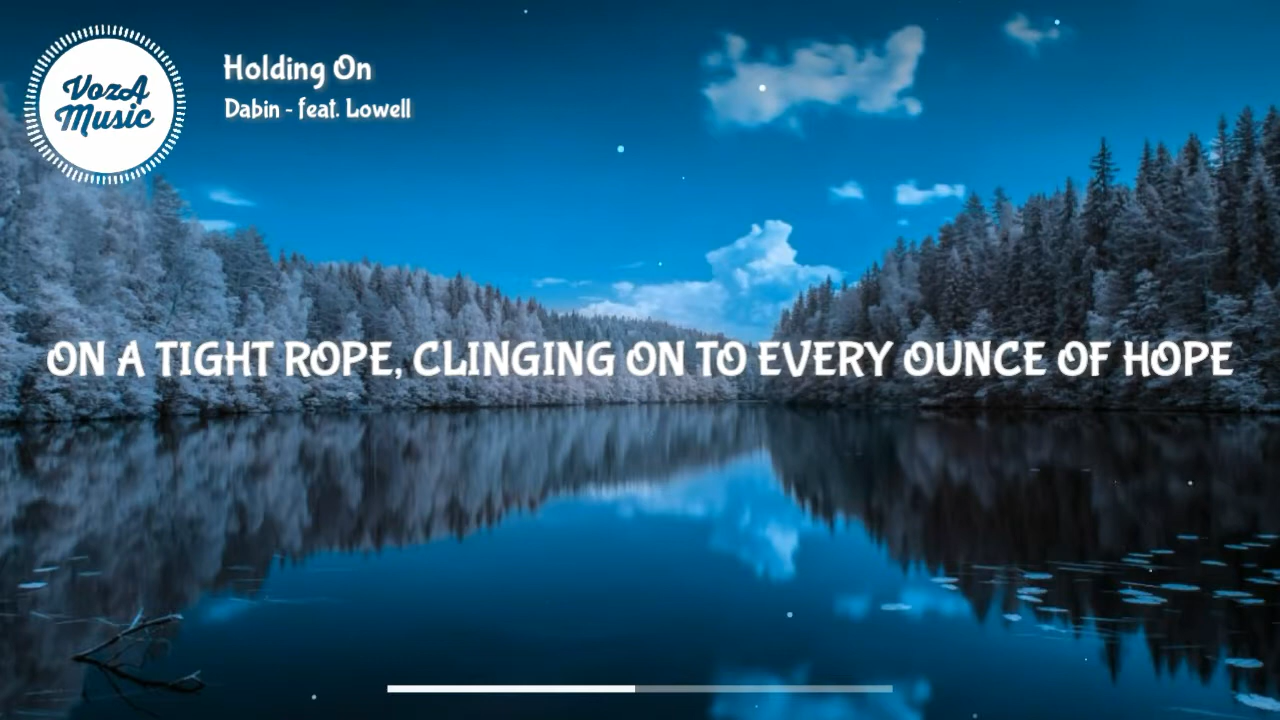 VozA
Music
Holding On
Dabin - feat. Lowell
ON A TIGHT ROPE, CLINGING ON TO EVERY OUNCE OF HOPE